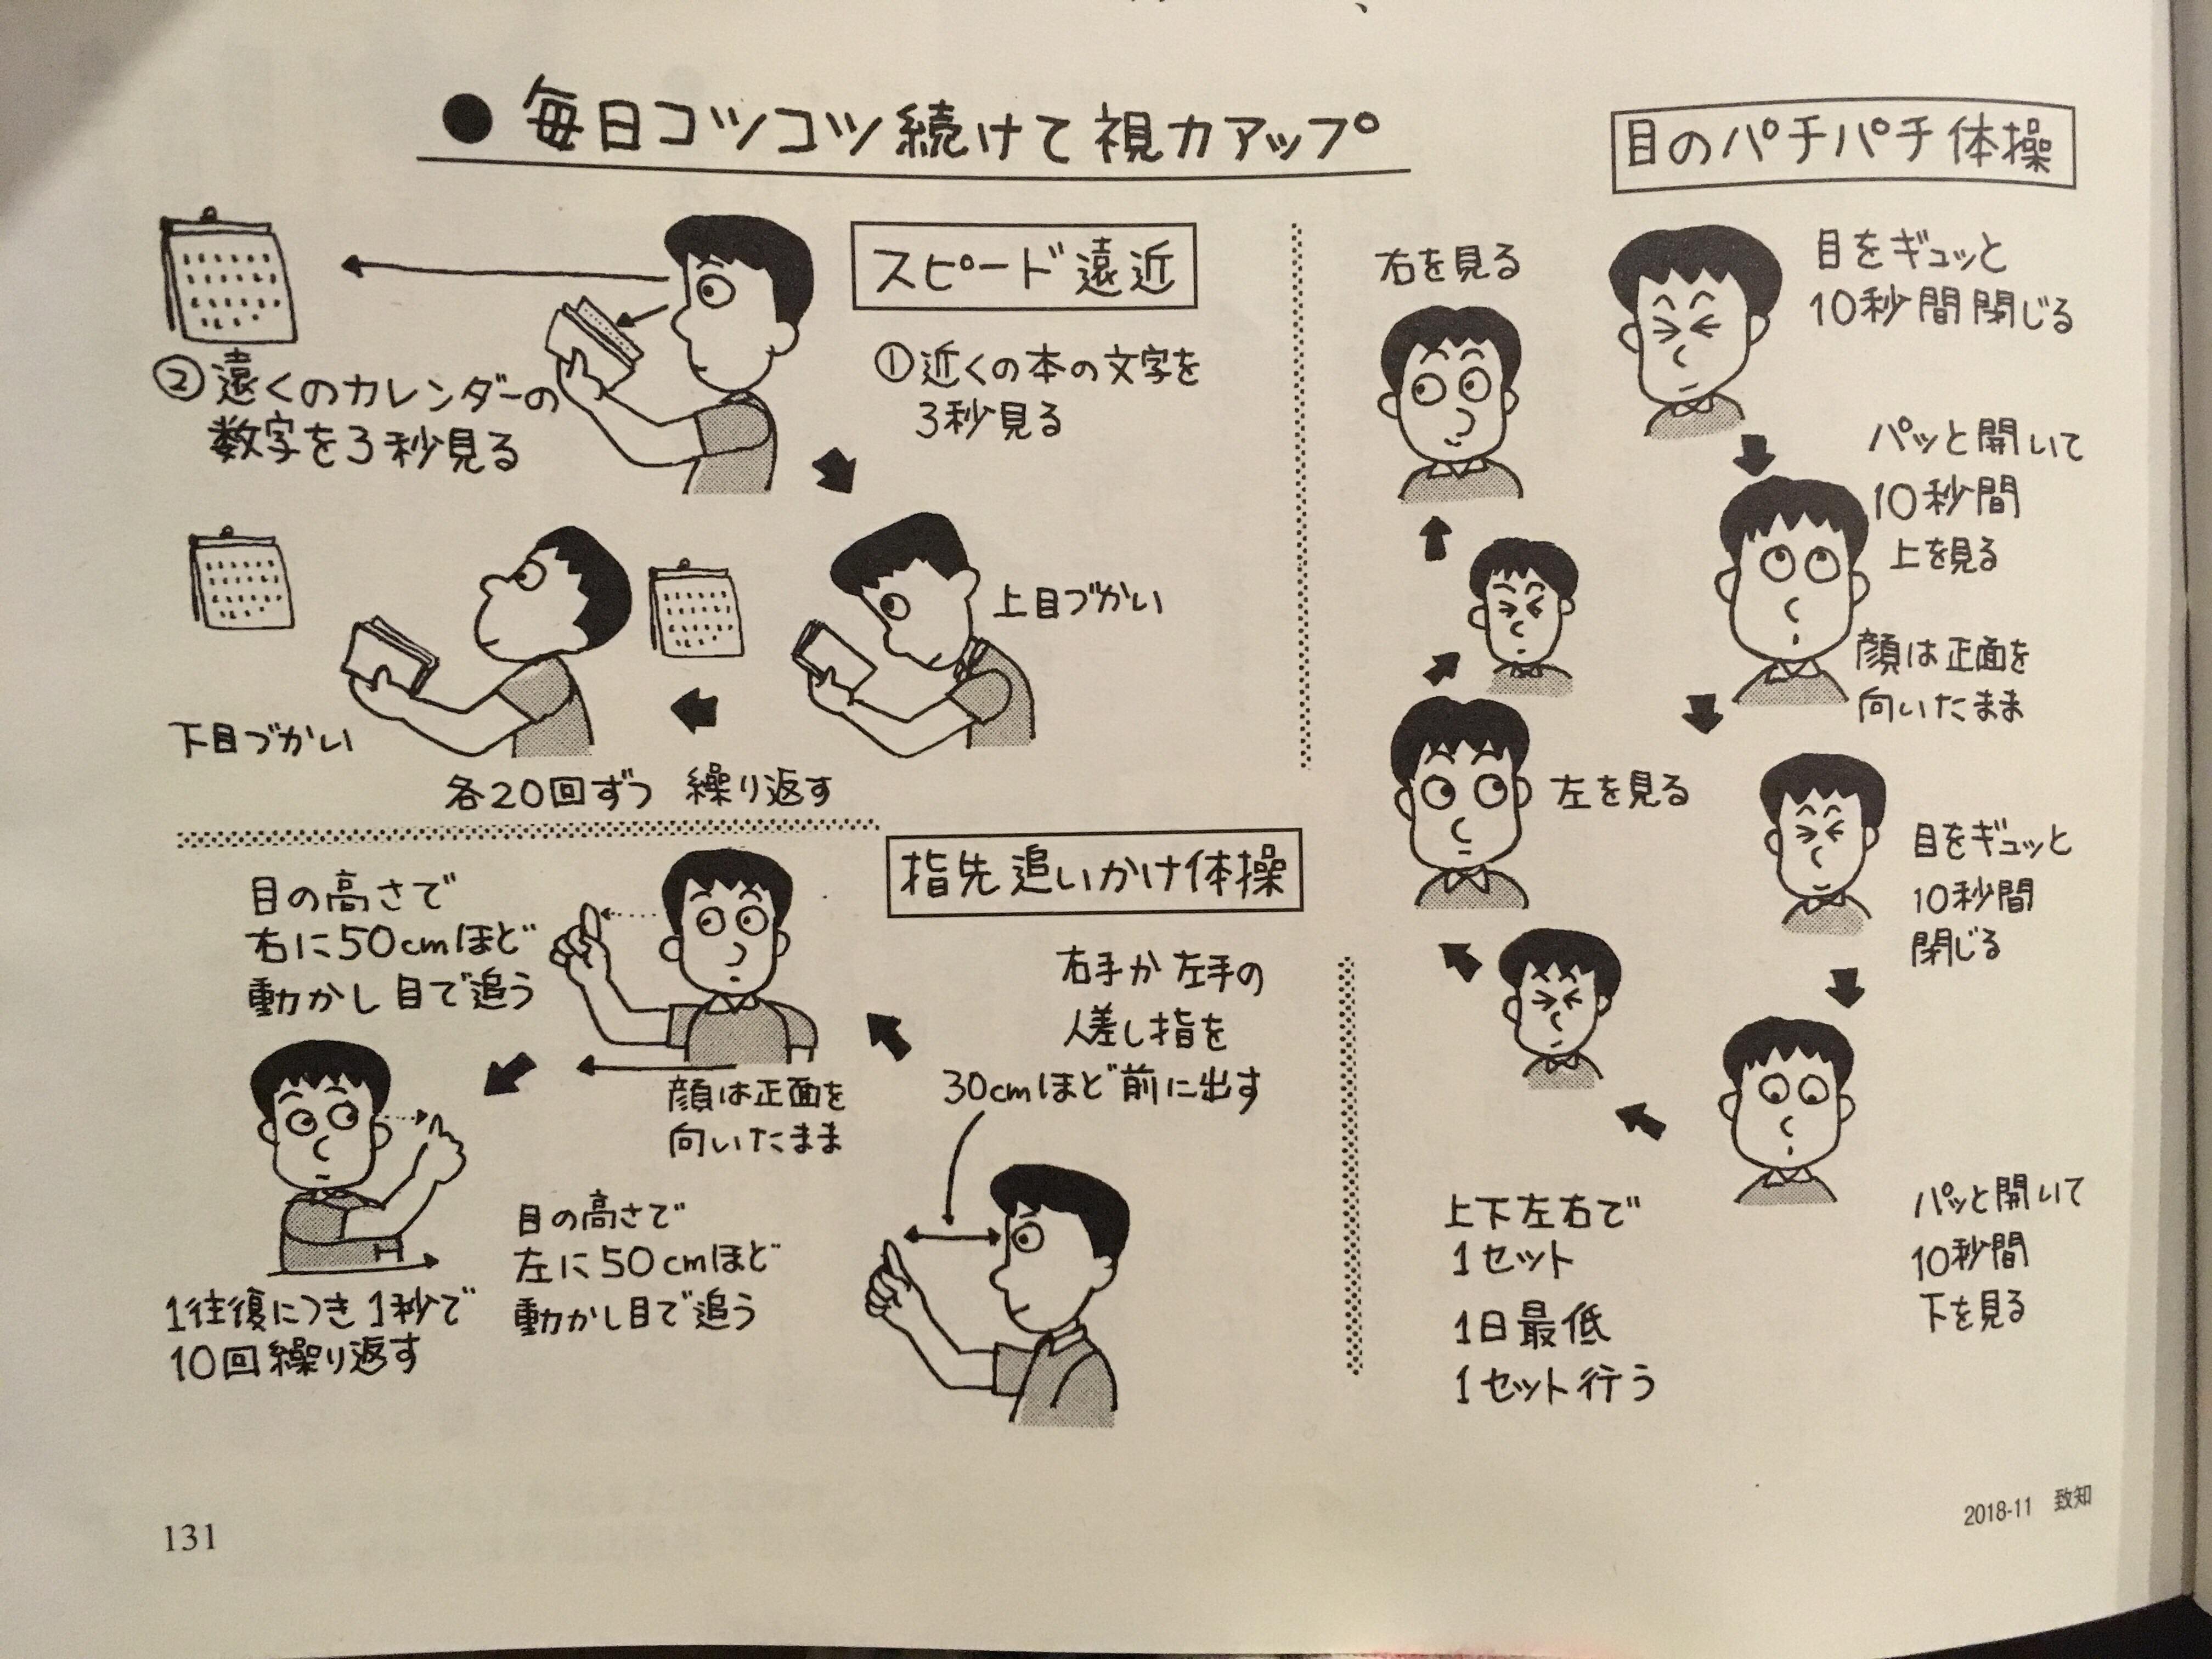 ● 毎日コツコツ続けて視力アップ
目のパチパチ体操
目をギュッと
10秒間閉じる
パッと開いて
10秒間
上を見る
顔は正面を
向いたまま
目をギュッと
10秒間
閉じる
パッと開いて
10秒間
下を見る
左を見る
右を見る
上下左右で
1セット
1日最低
1セット行う
スピード遠近
①近くの本の文字を
3秒見る
②遠くのカレンダーの
数字を3秒見る
上目づかい
下目づかい
各20回ずつ 繰り返す
指先追いかけ体操
右手か左手の
人差し指を
30cmほど前に出す
目の高さで
右に50cmほど
動かし目で追う
顔は正面を
向いたまま
目の高さで
左に50cmほど
動かし目で追う
1往復につき1秒で
10回繰り返す
131
2018-11 致知